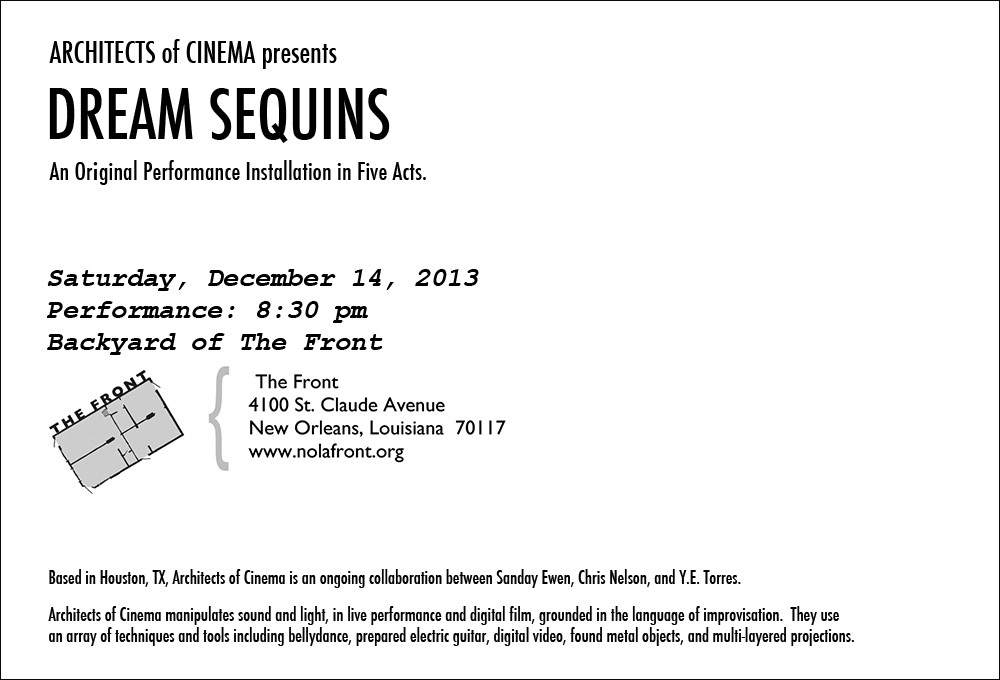 ARCHITECTS of CINEMA presents
DREAM SEQUINS
An Original Performance Installation in Five Acts.
Saturday, December 14, 2013
Performance: 8:30 pm
Backyard of The Front
THE FRONT
The Front
4100 St. Claude Avenue
New Orleans, Louisiana 70117
www.nolafront.org
Based in Houston, TX, Architects of Cinema is an ongoing collaboration between Sanday Ewen, Chris Nelson, and Y.E. Torres.
Architects of Cinema manipulates sound and light, in live performance and digital film, grounded in the language of improvisation. They use
an array of techniques and tools including bellydance, prepared electric guitar, digital video, found metal objects, and multi-layered projections.